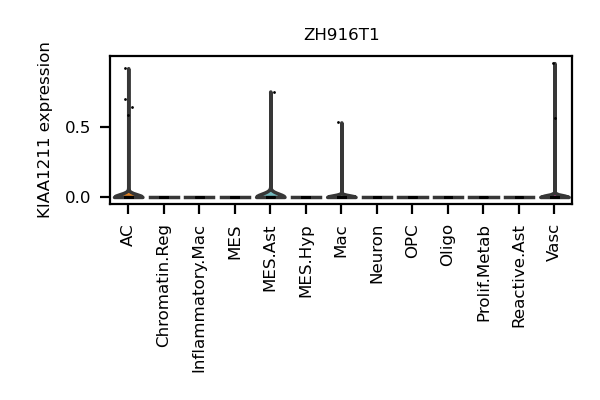 ZH916T1
KIAA1211 expression
0.5
0.0
AC
Chromatin.Reg
Inflammatory.Mac
MES
MES.Ast
MES.Hyp
Mac
Neuron
OPC
Oligo
Prolif.Metab
Reactive.Ast
Vasc